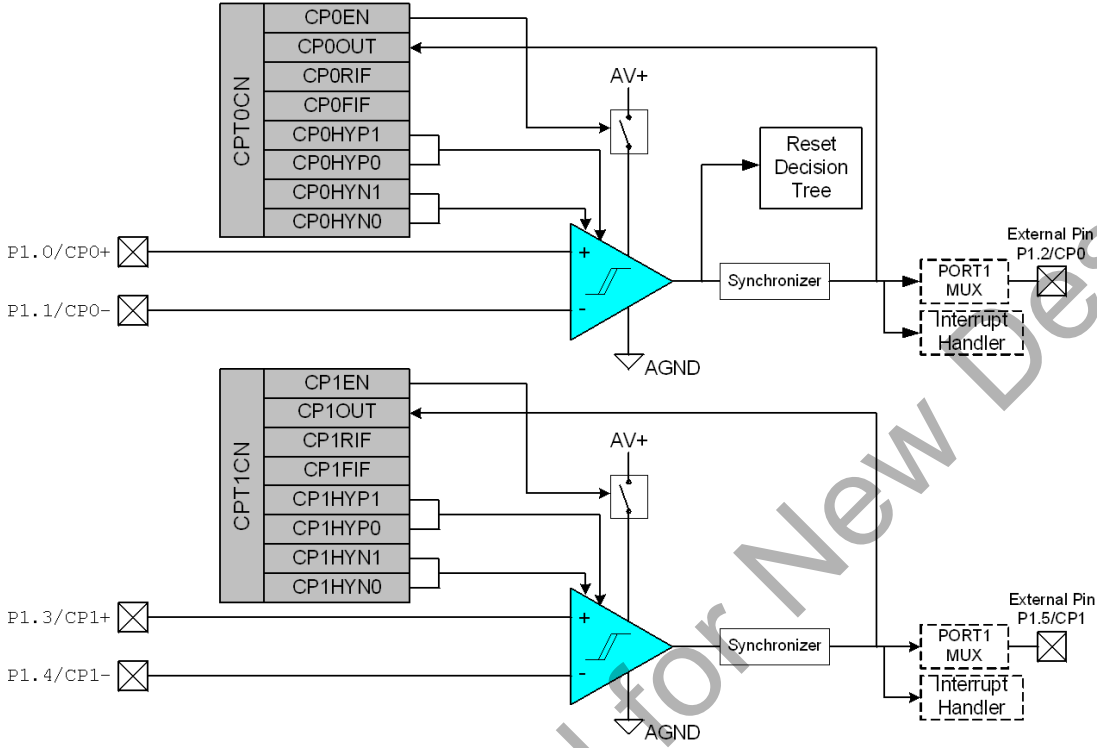 CPT0CN
CP0EN
CP0OUT
CP0RIF
CP0FIF
CP0HYP1
CP0HYP0
CP0HYN1
CP0HYN0
AV+
Reset
Decision
Tree
P1.0/CP0+
P1.1/CP0-
+
-
AGND
Synchronizer
PORT1
MUX
Interrupt
Handler
External Pin
P1.2/CP0
CPT1CN
CP1EN
CP1OUT
CP1RIF
CP1FIF
CP1HYP1
CP1HYP0
CP1HYN1
CP1HYN0
AV+
P1.3/CP1+
P1.4/CP1-
+
-
AGND
Synchronizer
PORT1
MUX
Interrupt
Handler
External Pin
P1.5/CP1
for New Des